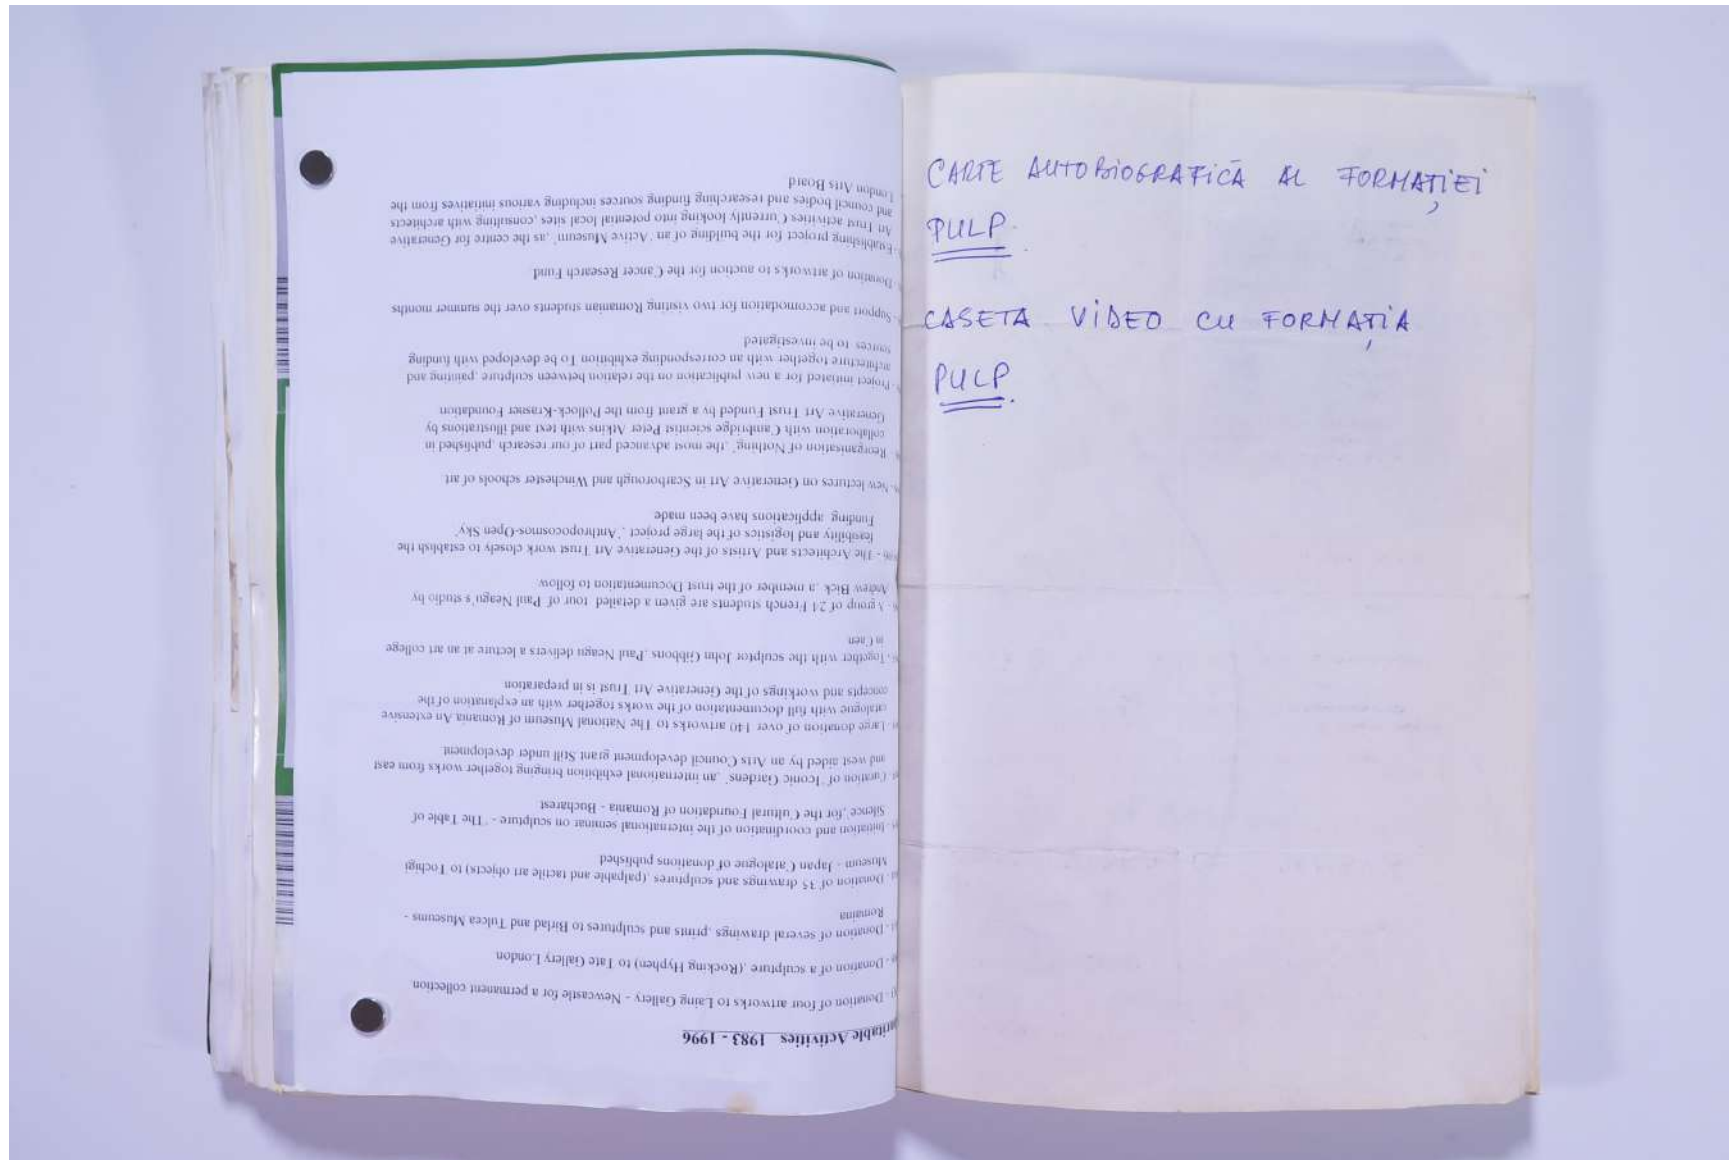 aritable Activities 1983 - 1996
- Donation of four artworks to Laing Gallery - Newcastle for a permanent collection
- Donation of a sculpture ,(Rocking Hyphen) to Tate Gallery London
- Donation of several drawings ,prints and sculptures to Birlad and Tulcea Museums -
Romaina
- Donation of 35 drawings and sculptures ,(palpable and tactile art objects) to Tochigi
Museum - Japan Catalogue of donations published
- Initiation and coordination of the international seminar on sculpture - 'The Table of
Silence ,for the Cultural Foundation of Romania - Bucharest
- Curation of 'Iconic Gardens' ,an international exhibition bringing together works from east
and west aided by an Arts Council development grant Still under development
- Large donation of over 140 artworks to The National Museum of Romania An extensive
catalogue with full documentation of the works together with an explanation of the
concepts and workings of the Generative Art Trust is in preparation
Together with the sculptor John Gibbons ,Paul Neagu delivers a lecture at an art college
in Caen
- A group of 21 French students are given a detailed tour of Paul Neagu's studio by
Andrew Bick ,a member of the trust Documentation to follow
- The Architects and Artists of the Generative Art Trust work closely to establish the
feasibility and logistics of the large project ,'Anthropocosmos-Open Sky'
Funding applications have been made
- New lectures on Generative Art in Scarborough and Winchester schools of art
Reorganisation of Nothing' ,the most advanced part of our research ,published in
collaboration with Cambridge scientist Peter Atkins with text and illustrations by
Generative Art Trust Funded by a grant from the Pollock-Krasner Foundation
- Project initiated for a new publication on the relation between sculpture ,painting and
architecture together with an corresponding exhibition To be developed with funding
sources to be investigated
- Support and accomodation for two visiting Romanian students over the summer months
- Donation of artworks to auction for the Cancer Research Fund
- Establishing project for the building of an 'Active Museum' ,as the centre for Generative
An Trust activities Currently looking into potential local sites ,consulting with architects
and council bodies and researching funding sources including various initiatives from the
London Arts Board
CARTE AUTOBIOGRAFICĂ AL FORMAȚIEI
PULP.
CASETA VIDEO CU FORMAȚIA
PULP.